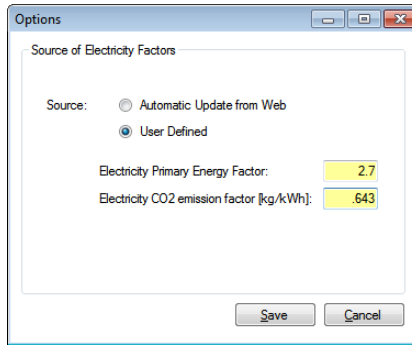 Options
Source of Electricity Factors
Source: Automatic Update from Web
User Defined
Electricity Primary Energy Factor: 2.7
Electricity CO2 emission factor [kg/kWh]: .643
Save Cancel